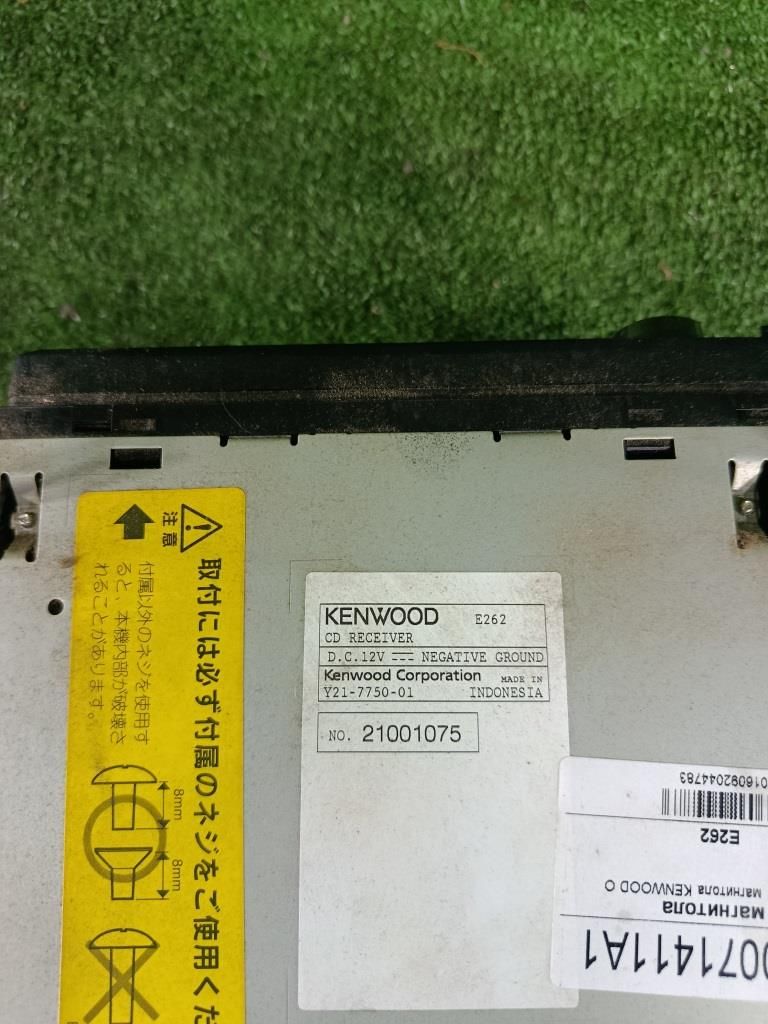 注意
取付には必ず付属のネジをご使用くだ
付属以外のネジを使用す
ると、本機内部が破壊さ
れることがあります。
8mm
8mm
KENWOOD E262
CD RECEIVER
D.C.12V NEGATIVE GROUND
Kenwood Corporation MADE IN
Y21-7750-01 INDONESIA
NO. 21001075
0071411A1
магнитола
магнитола KENWOOD O
E262
016092044783